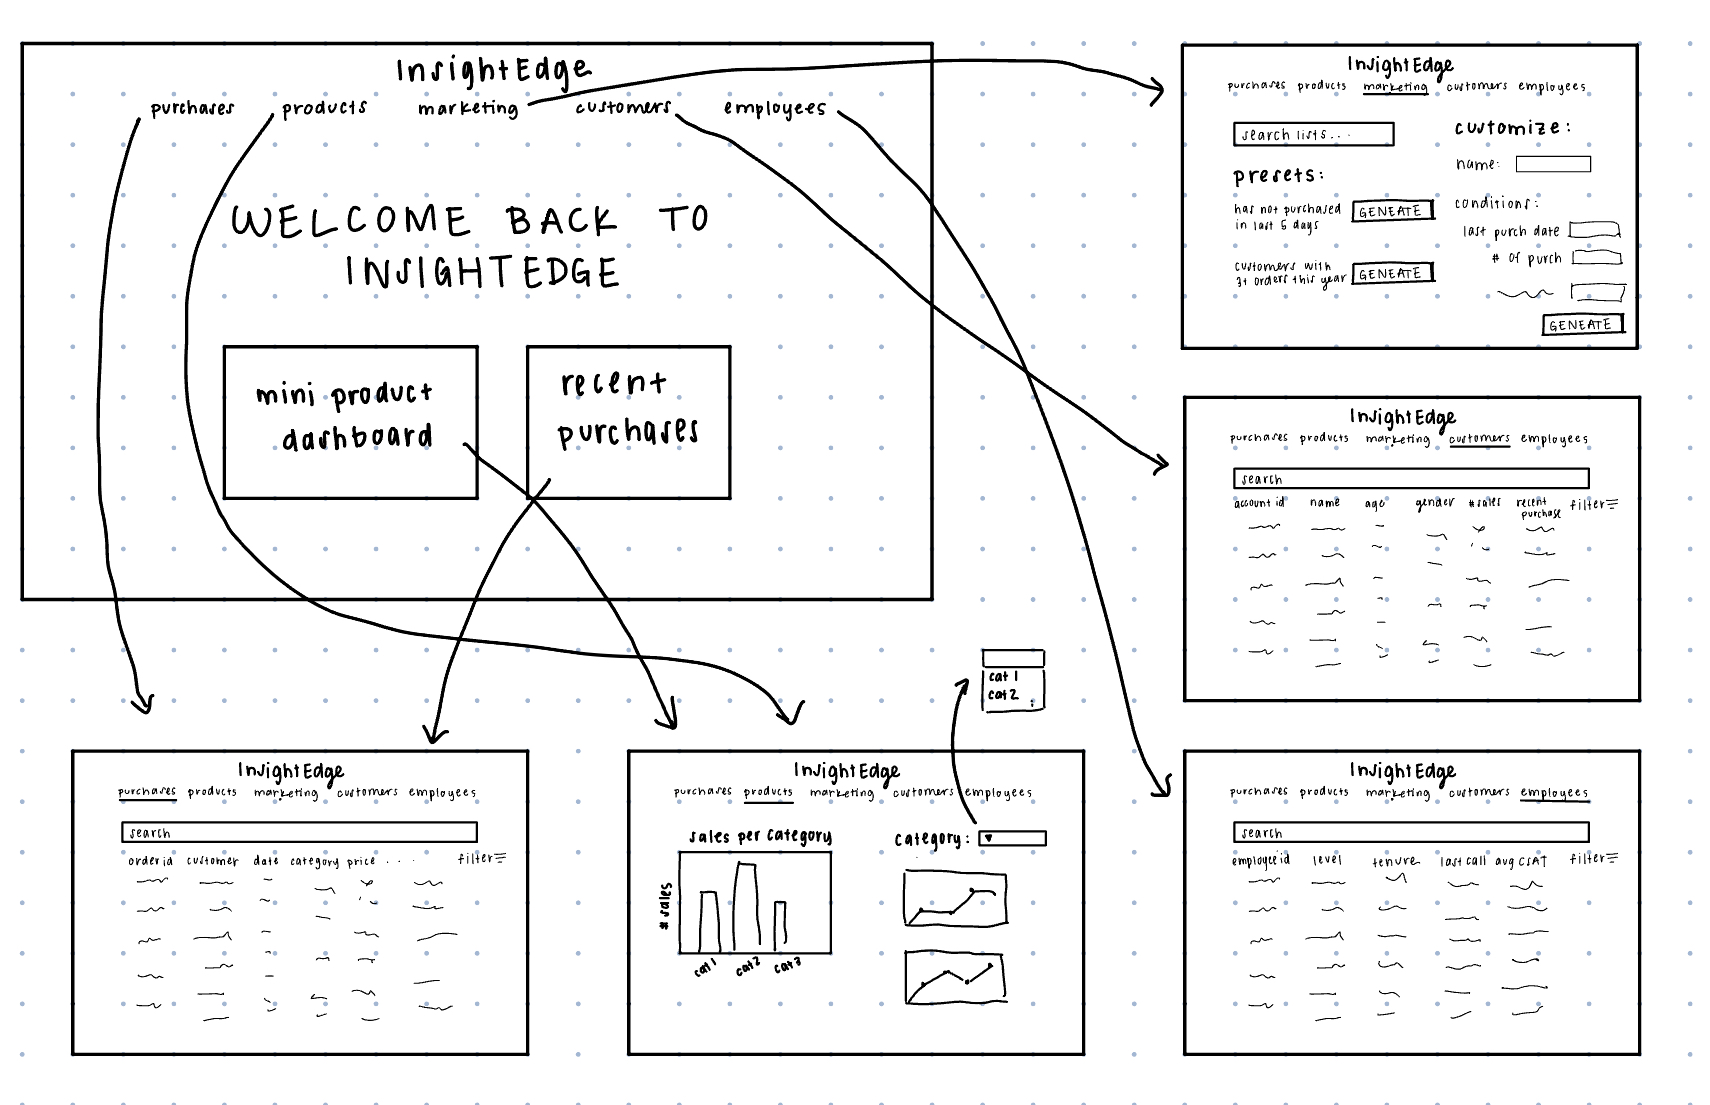 InsightEdge
purchases products marketing customers employees
WELCOME BACK TO
INSIGHTEDGE
mini product
dashboard
recent
purchases
InsightEdge
purchases products marketing customers employees
search lists...
customize:
name:
presets:
has not purchased
in last 5 days
GENEATE
conditions:
last purch date
# of purch
customers with
3+ orders this year
GENEATE
GENEATE
InsightEdge
purchases products marketing customers employees
search
account id name age gender # sales recent
purchase
filter
cat 1
cat 2
InsightEdge
purchases products marketing customers employees
search
order id customer date category price ... filter
InsightEdge
purchases products marketing customers employees
sales per category
# sales
cat 1 cat 2 cat 3
category:
InsightEdge
purchases products marketing customers employees
search
employee id level tenure last call avg CSAT filter